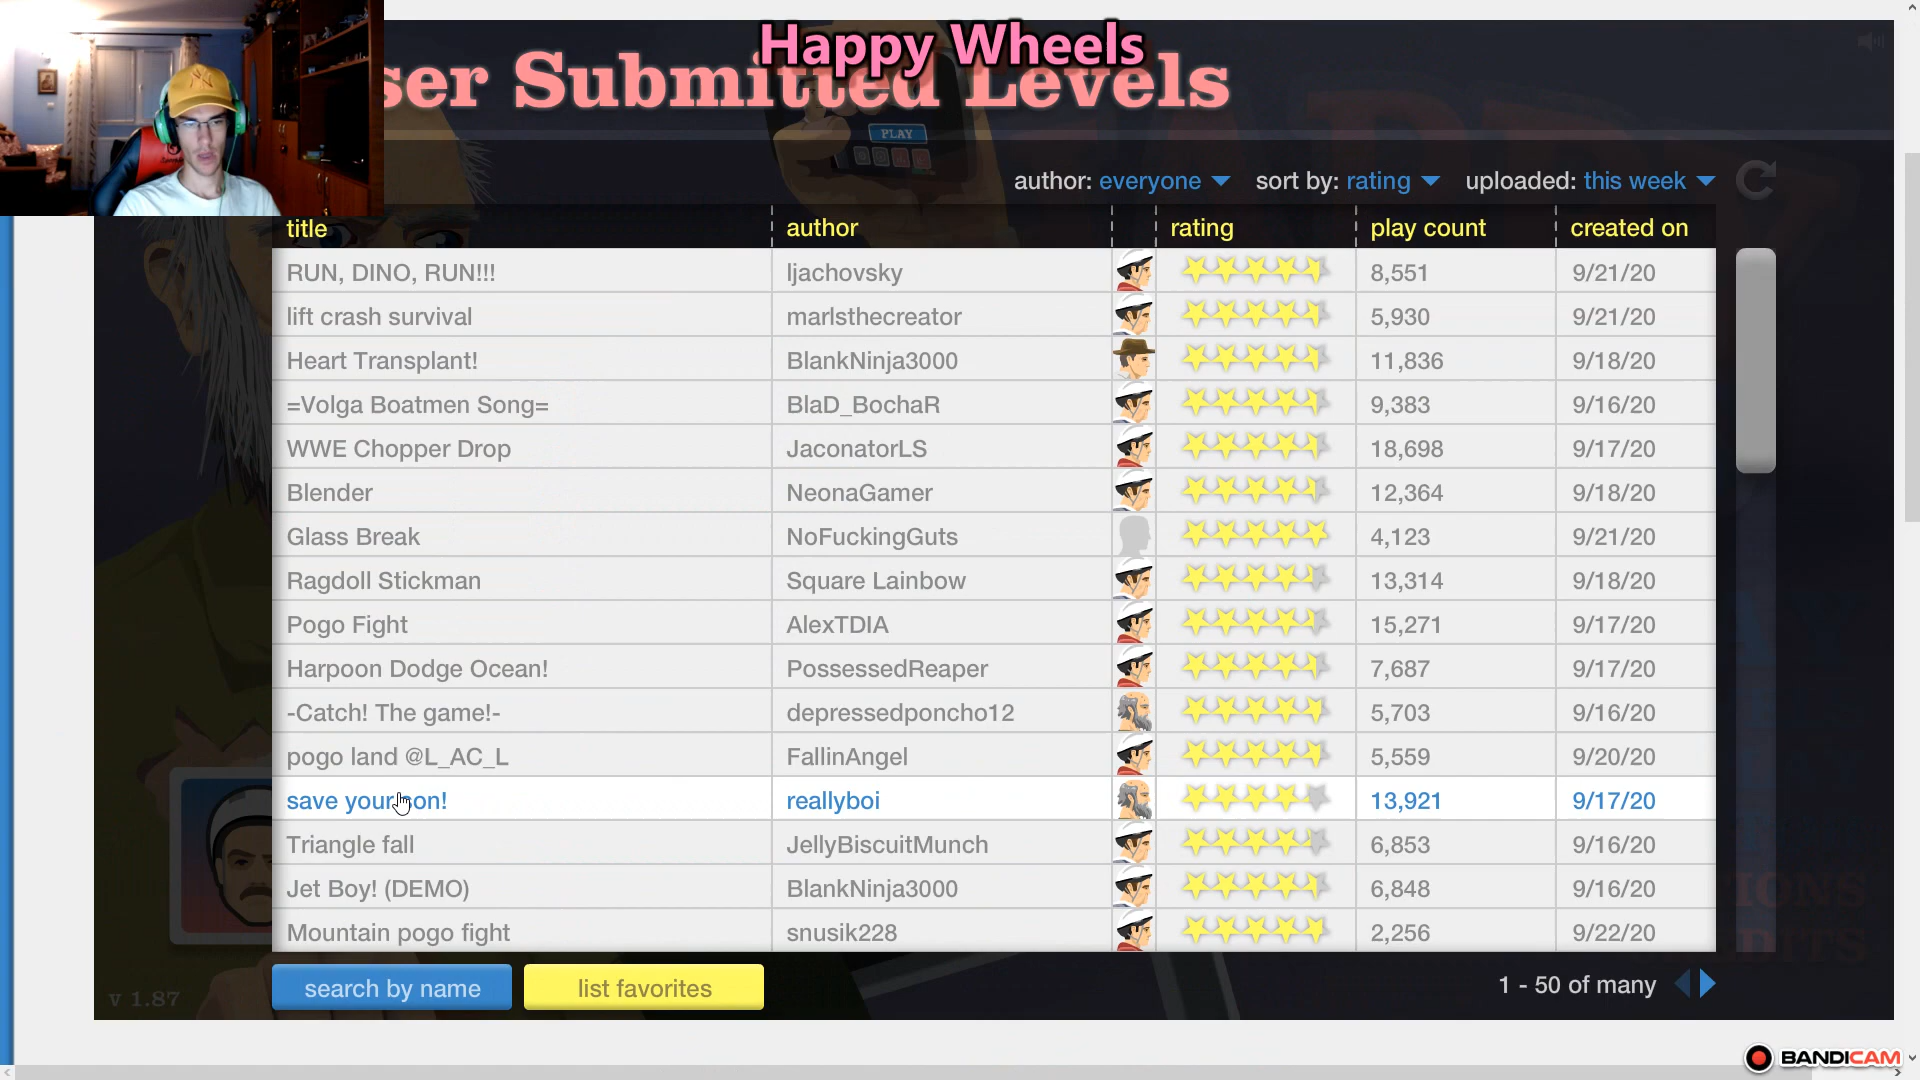 Happy Wheels
ser Submitted Levels
PLAY
author: everyone sort by: rating uploaded: this week
title author rating play count created on
RUN, DINO, RUN!!! ljachovsky 8,551 9/21/20
lift crash survival marlsthecreator 5,930 9/21/20
Heart Transplant! BlankNinja3000 11,836 9/18/20
=Volga Boatmen Song= BlaD_BochaR 9,383 9/16/20
WWE Chopper Drop JaconatorLS 18,698 9/17/20
Blender NeonaGamer 12,364 9/18/20
Glass Break NoFuckingGuts 4,123 9/21/20
Ragdoll Stickman Square Lainbow 13,314 9/18/20
Pogo Fight AlexTDIA 15,271 9/17/20
Harpoon Dodge Ocean! PossessedReaper 7,687 9/17/20
-Catch! The game!- depressedponcho12 5,703 9/16/20
pogo land @L_AC_L FallinAngel 5,559 9/20/20
save your son! reallyboi 13,921 9/17/20
Triangle fall JellyBiscuitMunch 6,853 9/16/20
Jet Boy! (DEMO) BlankNinja3000 6,848 9/16/20
Mountain pogo fight snusik228 2,256 9/22/20
search by name list favorites 1 - 50 of many
v 1.87
BANDICAM